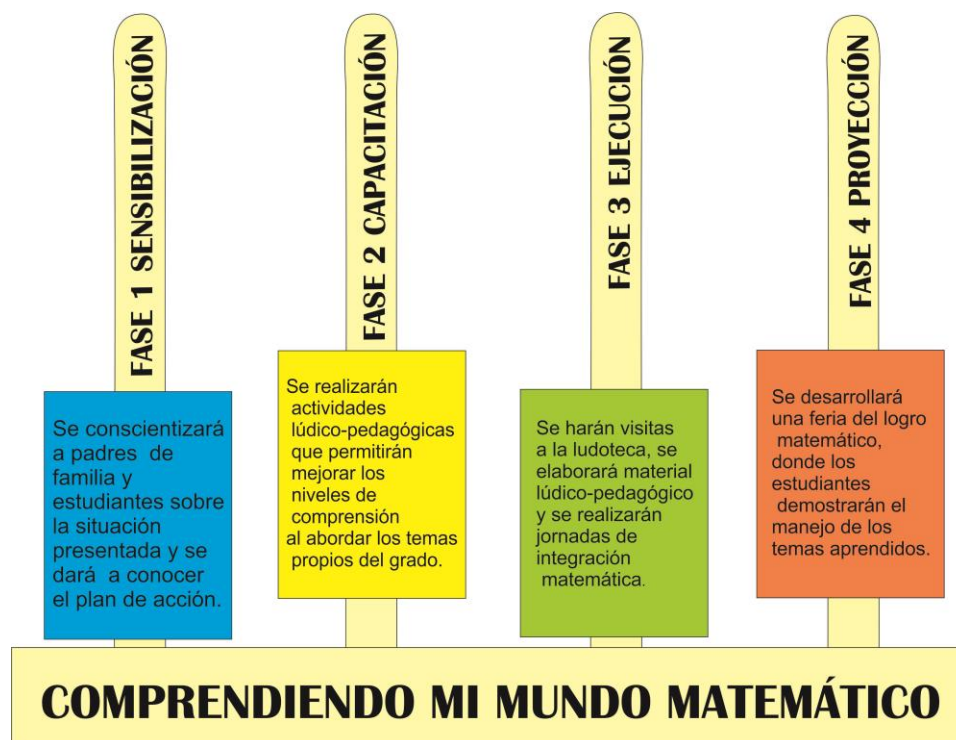 FASE 1 SENSIBILIZACIÓN
Se conscientizará
a padres de
familia y
estudiantes sobre
la situación
presentada y se
dará a conocer
el plan de acción.
FASE 2 CAPACITACIÓN
Se realizarán
actividades
lúdico-pedagógicas
que permitirán
mejorar los
niveles de
comprensión
al abordar los temas
propios del grado.
FASE 3 EJECUCIÓN
Se harán visitas
a la ludoteca, se
elaborará material
lúdico-pedagógico
y se realizarán
jornadas de
integración
matemática.
FASE 4 PROYECCIÓN
Se desarrollará
una feria del logro
matemático,
donde los
estudiantes
demostrarán el
manejo de los
temas aprendidos.
COMPRENDIENDO MI MUNDO MATEMÁTICO